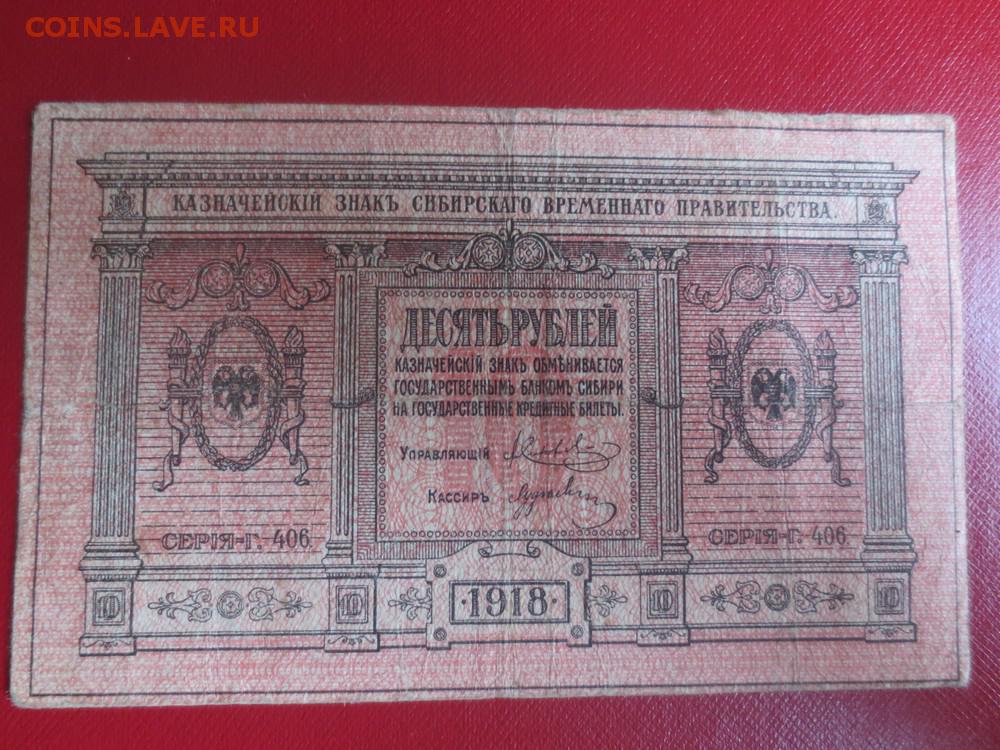 COINS.LAVE.RU
КАЗНАЧЕЙСКІЙ ЗНАКЪ СИБИРСКАГО ВРЕМЕННАГО ПРАВИТЕЛЬСТВА.
ДЕСЯТЬ РУБЛЕЙ
КАЗНАЧЕЙСКІЙ ЗНАКЪ ОБМѢНИВАЕТСЯ
ГОСУДАРСТВЕННЫМЪ БАНКОМЪ СИБИРИ
НА ГОСУДАРСТВЕННЫЕ КРЕДИТНЫЕ БИЛЕТЫ.
УПРАВЛЯЮЩІЙ
КАССИРЪ
СЕРІЯ-Г. 406. СЕРІЯ-Г. 406.
10 10 · 1918 · 10 10